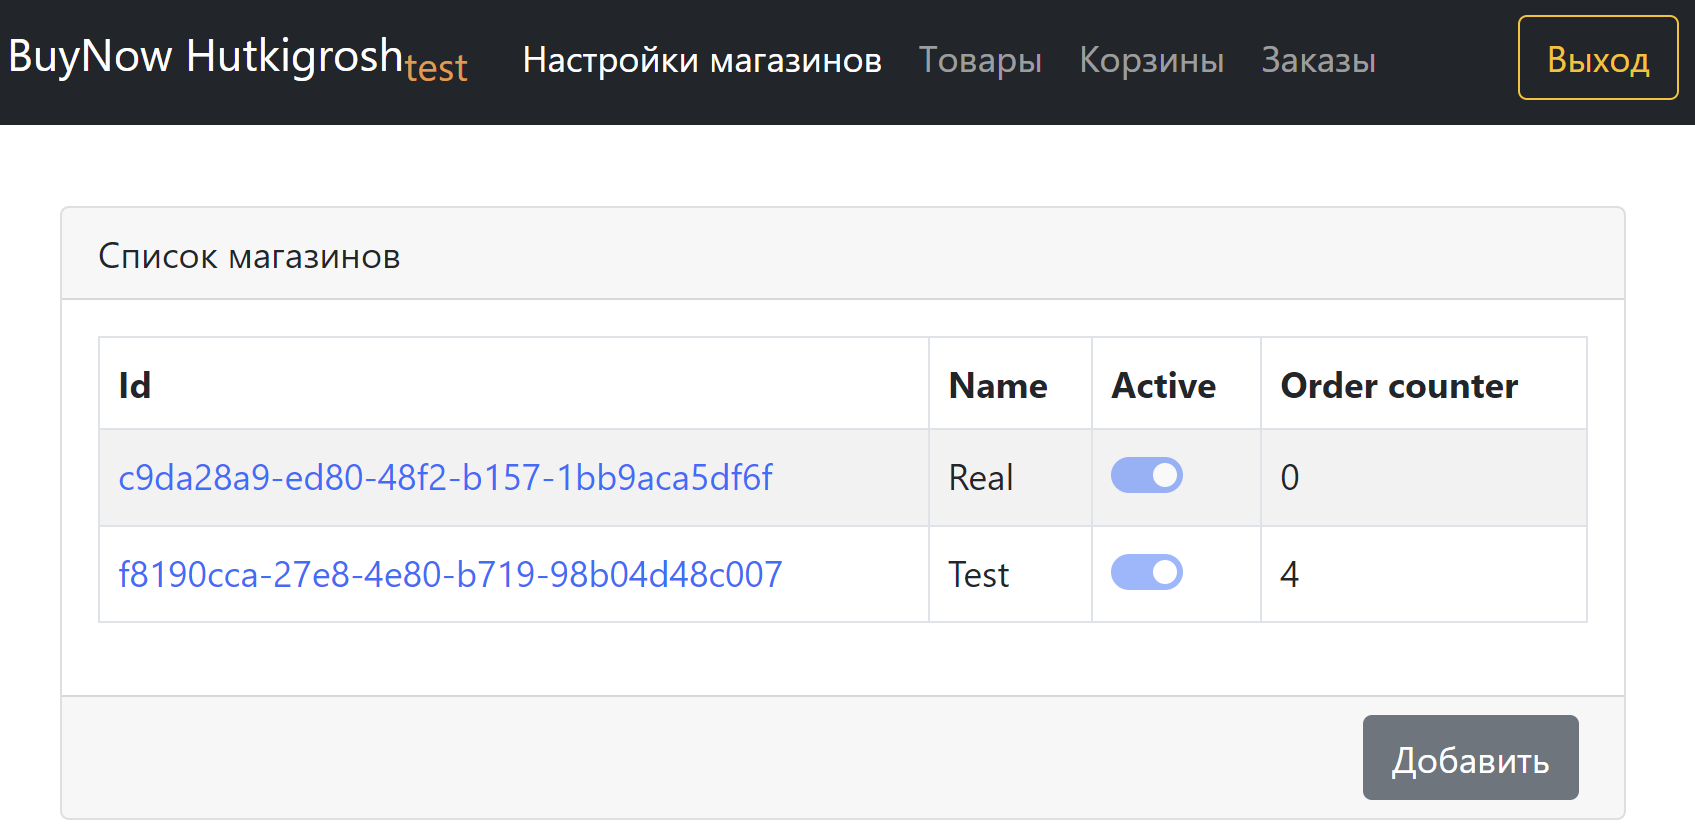 BuyNow Hutkigrosh test Настройки магазинов Товары Корзины Заказы Выход
Список магазинов
Id Name Active Order counter
c9da28a9-ed80-48f2-b157-1bb9aca5df6f Real 0
f8190cca-27e8-4e80-b719-98b04d48c007 Test 4
Добавить